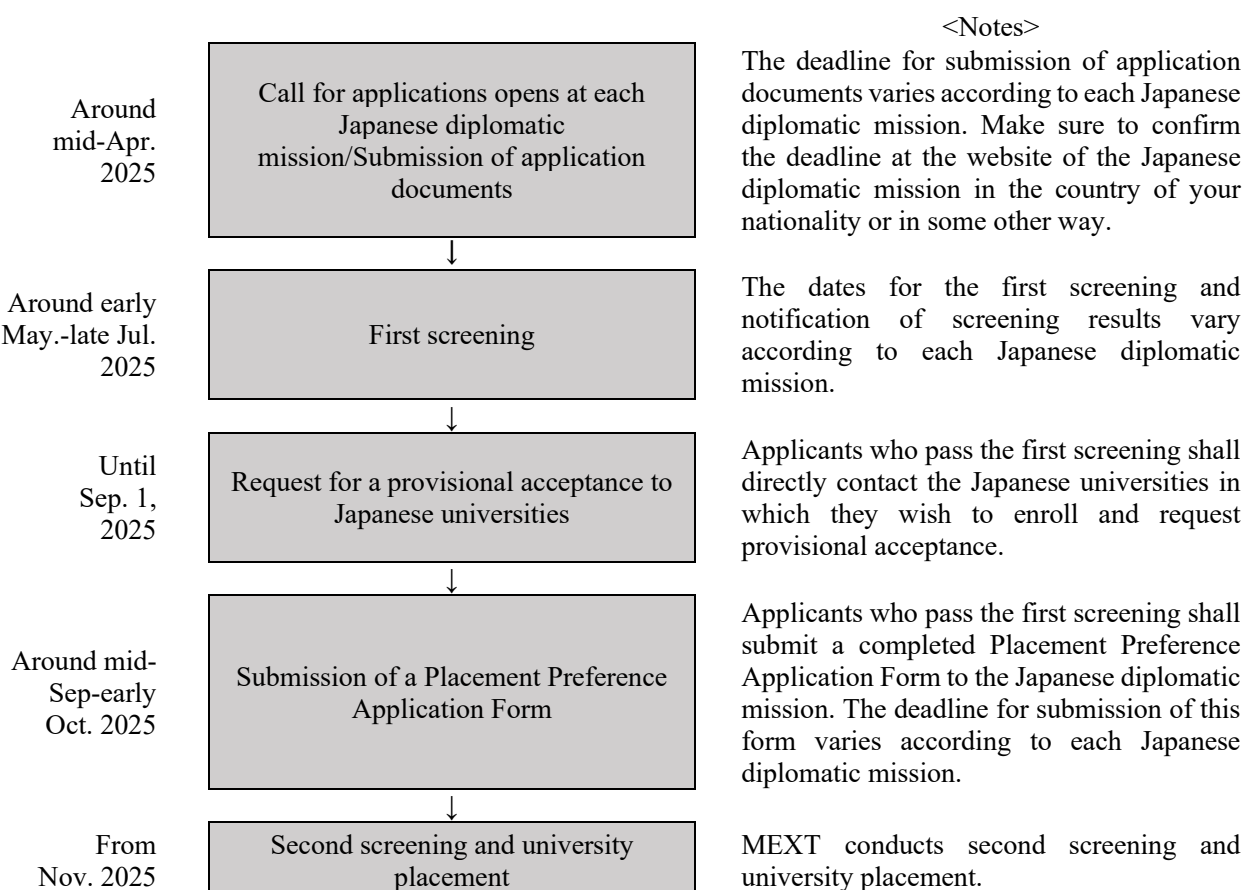 <Notes>
Around
mid-Apr.
2025
Call for applications opens at each
Japanese diplomatic
mission/Submission of application
documents
The deadline for submission of application
documents varies according to each Japanese
diplomatic mission. Make sure to confirm
the deadline at the website of the Japanese
diplomatic mission in the country of your
nationality or in some other way.
↓
Around early
May.-late Jul.
2025
First screening
The dates for the first screening and
notification of screening results vary
according to each Japanese diplomatic
mission.
↓
Until
Sep. 1,
2025
Request for a provisional acceptance to
Japanese universities
Applicants who pass the first screening shall
directly contact the Japanese universities in
which they wish to enroll and request
provisional acceptance.
↓
Around mid-
Sep-early
Oct. 2025
Submission of a Placement Preference
Application Form
Applicants who pass the first screening shall
submit a completed Placement Preference
Application Form to the Japanese diplomatic
mission. The deadline for submission of this
form varies according to each Japanese
diplomatic mission.
↓
From
Nov. 2025
Second screening and university
placement
MEXT conducts second screening and
university placement.